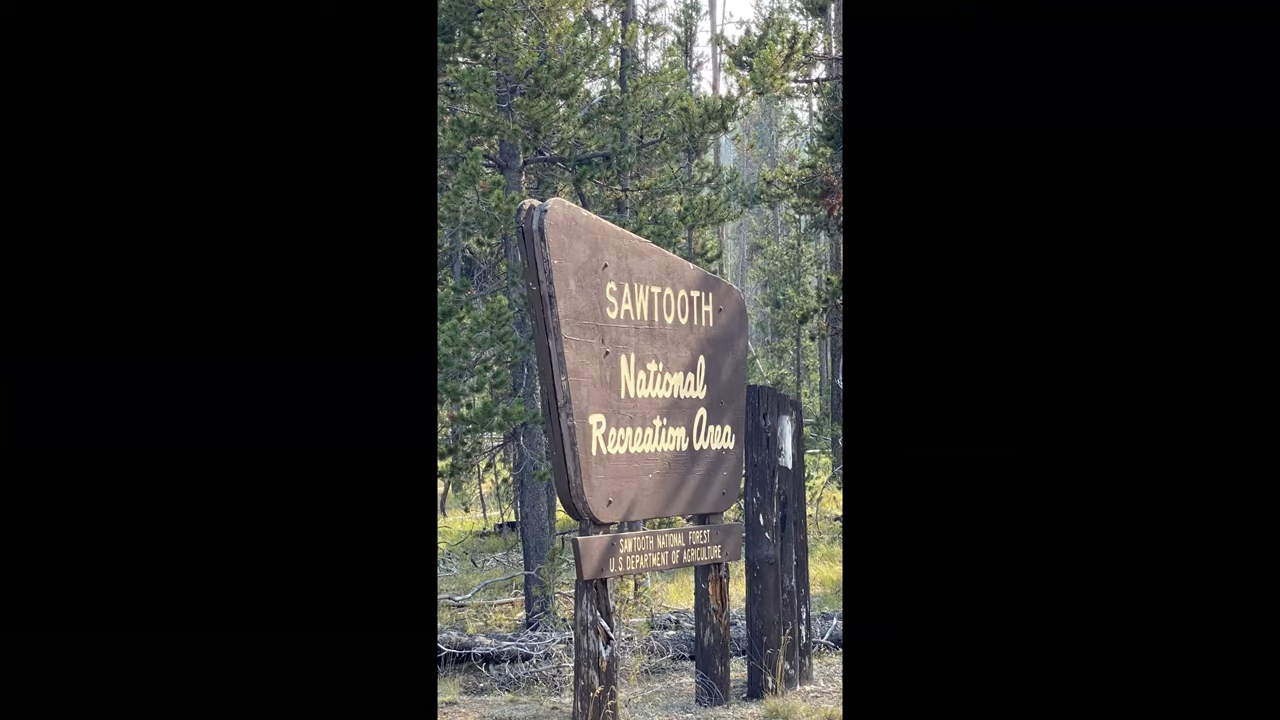 SAWTOOTH
National
Recreation Area
SAWTOOTH NATIONAL FOREST
U.S. DEPARTMENT OF AGRICULTURE